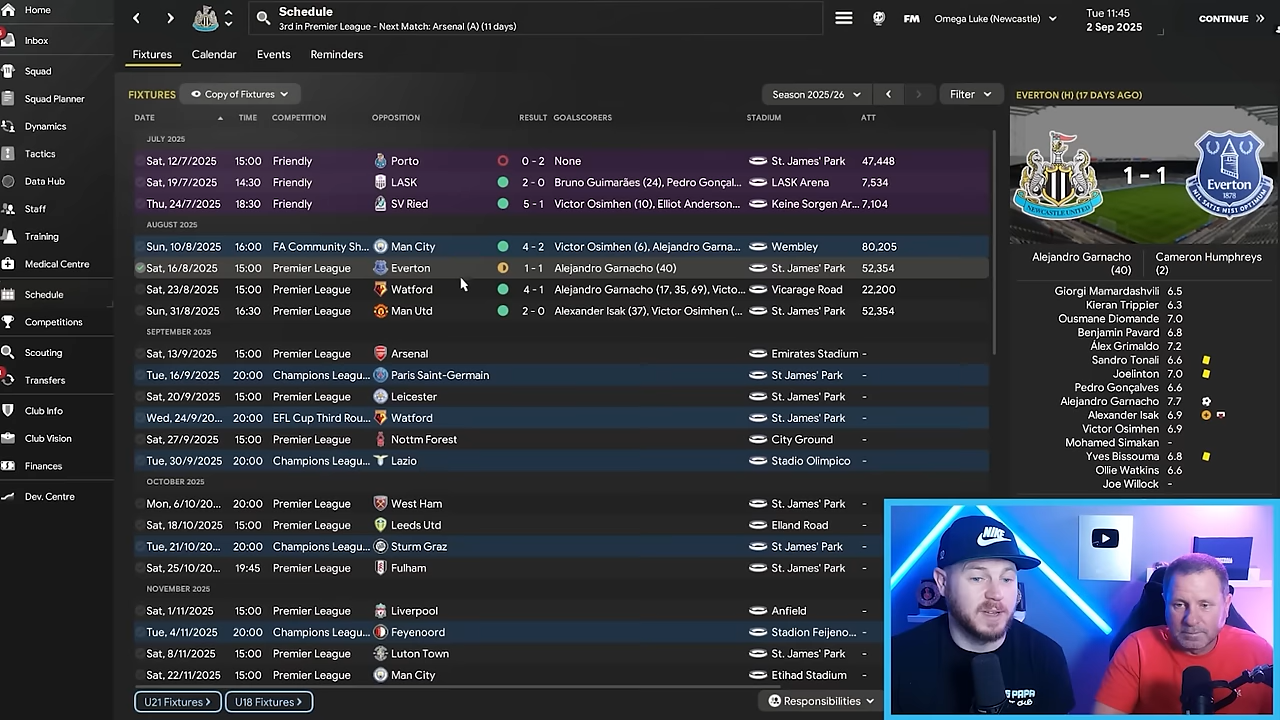 Home
Inbox
Squad
Squad Planner
Dynamics
Tactics
Data Hub
Staff
Training
Medical Centre
Schedule
Competitions
Scouting
Transfers
Club Info
Club Vision
Finances
Dev. Centre
Schedule
3rd in Premier League - Next Match: Arsenal (A) (11 days)
FM
Omega Luke (Newcastle)
Tue 11:45
2 Sep 2025
CONTINUE
Fixtures Calendar Events Reminders
FIXTURES Copy of Fixtures Season 2025/26 Filter
DATE TIME COMPETITION OPPOSITION RESULT GOALSCORERS STADIUM ATT
JULY 2025
Sat, 12/7/2025 15:00 Friendly Porto 0 - 2 None St. James' Park 47,448
Sat, 19/7/2025 14:30 Friendly LASK 2 - 0 Bruno Guimarães (24), Pedro Gonçal... LASK Arena 7,534
Thu, 24/7/2025 18:30 Friendly SV Ried 5 - 1 Victor Osimhen (10), Elliot Anderson... Keine Sorgen Ar... 7,104
AUGUST 2025
Sun, 10/8/2025 16:00 FA Community Sh... Man City 4 - 2 Victor Osimhen (6), Alejandro Garna... Wembley 80,205
Sat, 16/8/2025 15:00 Premier League Everton 1 - 1 Alejandro Garnacho (40) St. James' Park 52,354
Sat, 23/8/2025 15:00 Premier League Watford 4 - 1 Alejandro Garnacho (17, 35, 69), Victo... Vicarage Road 22,200
Sun, 31/8/2025 16:30 Premier League Man Utd 2 - 0 Alexander Isak (37), Victor Osimhen (... St. James' Park 52,354
SEPTEMBER 2025
Sat, 13/9/2025 15:00 Premier League Arsenal Emirates Stadium -
Tue, 16/9/2025 20:00 Champions Leagu... Paris Saint-Germain St James' Park -
Sat, 20/9/2025 15:00 Premier League Leicester St. James' Park -
Wed, 24/9/20... 20:00 EFL Cup Third Rou... Watford St. James' Park -
Sat, 27/9/2025 15:00 Premier League Nottm Forest City Ground -
Tue, 30/9/2025 20:00 Champions Leagu... Lazio Stadio Olimpico -
OCTOBER 2025
Mon, 6/10/20... 20:00 Premier League West Ham St. James' Park -
Sat, 18/10/2025 15:00 Premier League Leeds Utd Elland Road -
Tue, 21/10/20... 20:00 Champions Leagu... Sturm Graz St James' Park -
Sat, 25/10/20... 19:45 Premier League Fulham St. James' Park -
NOVEMBER 2025
Sat, 1/11/2025 15:00 Premier League Liverpool Anfield -
Tue, 4/11/2025 20:00 Champions Leagu... Feyenoord Stadion Feijeno... -
Sat, 8/11/2025 15:00 Premier League Luton Town St. James' Park -
Sat, 22/11/2025 15:00 Premier League Man City Etihad Stadium -
U21 Fixtures > U18 Fixtures > Responsibilities
EVERTON (H) (17 DAYS AGO)
NEWCASTLE UNITED
1 - 1
Everton
1878
NIL SATIS NISI OPTIMUM
Alejandro Garnacho (40)
Cameron Humphreys (2)
Giorgi Mamardashvili 6.5
Kieran Trippier 6.3
Ousmane Diomande 7.0
Benjamin Pavard 6.8
Álex Grimaldo 7.2
Sandro Tonali 6.6
Joelinton 7.0
Pedro Gonçalves 6.6
Alejandro Garnacho 7.7
Alexander Isak 6.9
Victor Osimhen 6.9
Mohamed Simakan -
Yves Bissouma 6.8
Ollie Watkins 6.6
Joe Willock -
NIKE
PAPA